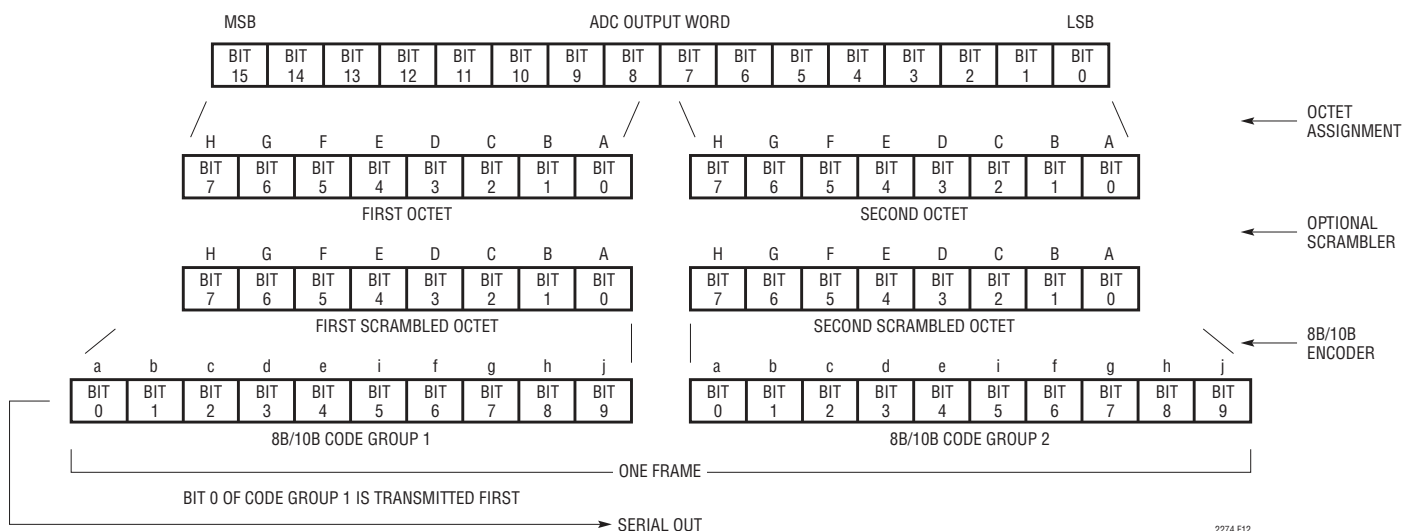 MSB ADC OUTPUT WORD LSB
BIT 15 BIT 14 BIT 13 BIT 12 BIT 11 BIT 10 BIT 9 BIT 8 BIT 7 BIT 6 BIT 5 BIT 4 BIT 3 BIT 2 BIT 1 BIT 0
OCTET
ASSIGNMENT
H G F E D C B A H G F E D C B A
BIT 7 BIT 6 BIT 5 BIT 4 BIT 3 BIT 2 BIT 1 BIT 0 BIT 7 BIT 6 BIT 5 BIT 4 BIT 3 BIT 2 BIT 1 BIT 0
FIRST OCTET SECOND OCTET
OPTIONAL
SCRAMBLER
H G F E D C B A H G F E D C B A
BIT 7 BIT 6 BIT 5 BIT 4 BIT 3 BIT 2 BIT 1 BIT 0 BIT 7 BIT 6 BIT 5 BIT 4 BIT 3 BIT 2 BIT 1 BIT 0
FIRST SCRAMBLED OCTET SECOND SCRAMBLED OCTET
8B/10B
ENCODER
a b c d e i f g h j a b c d e i f g h j
BIT 0 BIT 1 BIT 2 BIT 3 BIT 4 BIT 5 BIT 6 BIT 7 BIT 8 BIT 9 BIT 0 BIT 1 BIT 2 BIT 3 BIT 4 BIT 5 BIT 6 BIT 7 BIT 8 BIT 9
8B/10B CODE GROUP 1 8B/10B CODE GROUP 2
ONE FRAME
BIT 0 OF CODE GROUP 1 IS TRANSMITTED FIRST
SERIAL OUT
2274 F12